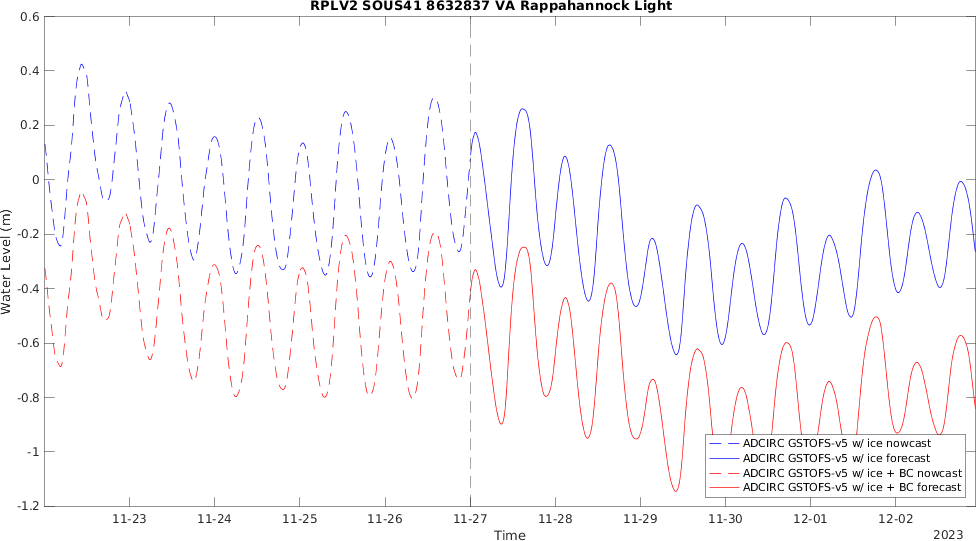 RPLV2 SOUS41 8632837 VA Rappahannock Light
0.6
0.4
0.2
0
-0.2
-0.4
-0.6
-0.8
-1
-1.2
Water Level (m)
ADCIRC GSTOFS-v5 w/ ice nowcast
ADCIRC GSTOFS-v5 w/ ice forecast
ADCIRC GSTOFS-v5 w/ ice + BC nowcast
ADCIRC GSTOFS-v5 w/ ice + BC forecast
11-23 11-24 11-25 11-26 11-27 11-28 11-29 11-30 12-01 12-02
Time
2023